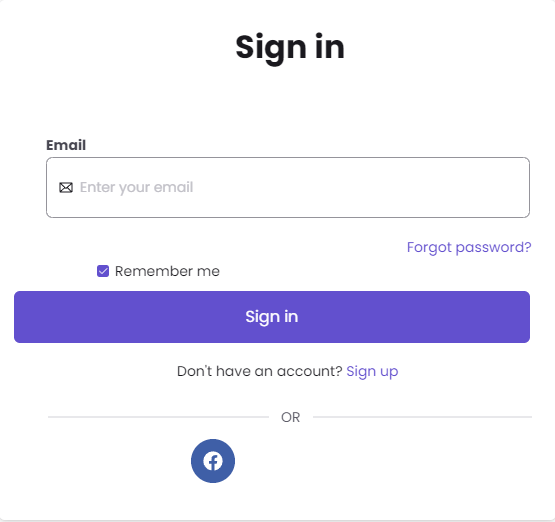 Sign in
Email
Enter your email
Forgot password?
Remember me
Sign in
Don't have an account? Sign up
OR